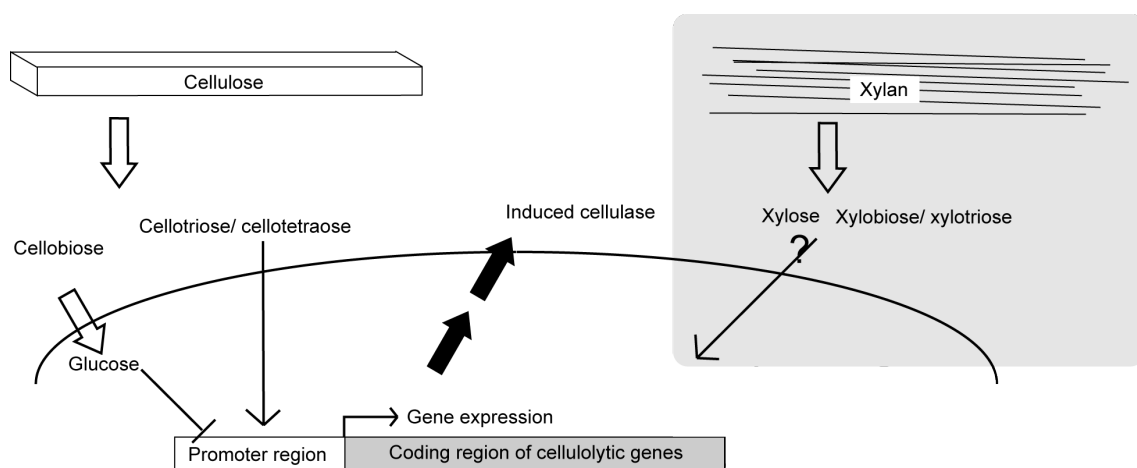 Cellulose
Xylan
Cellotriose/ cellotetraose
Induced cellulase
Xylose
Xylobiose/ xylotriose
?
Cellobiose
Glucose
Gene expression
Promoter region
Coding region of cellulolytic genes